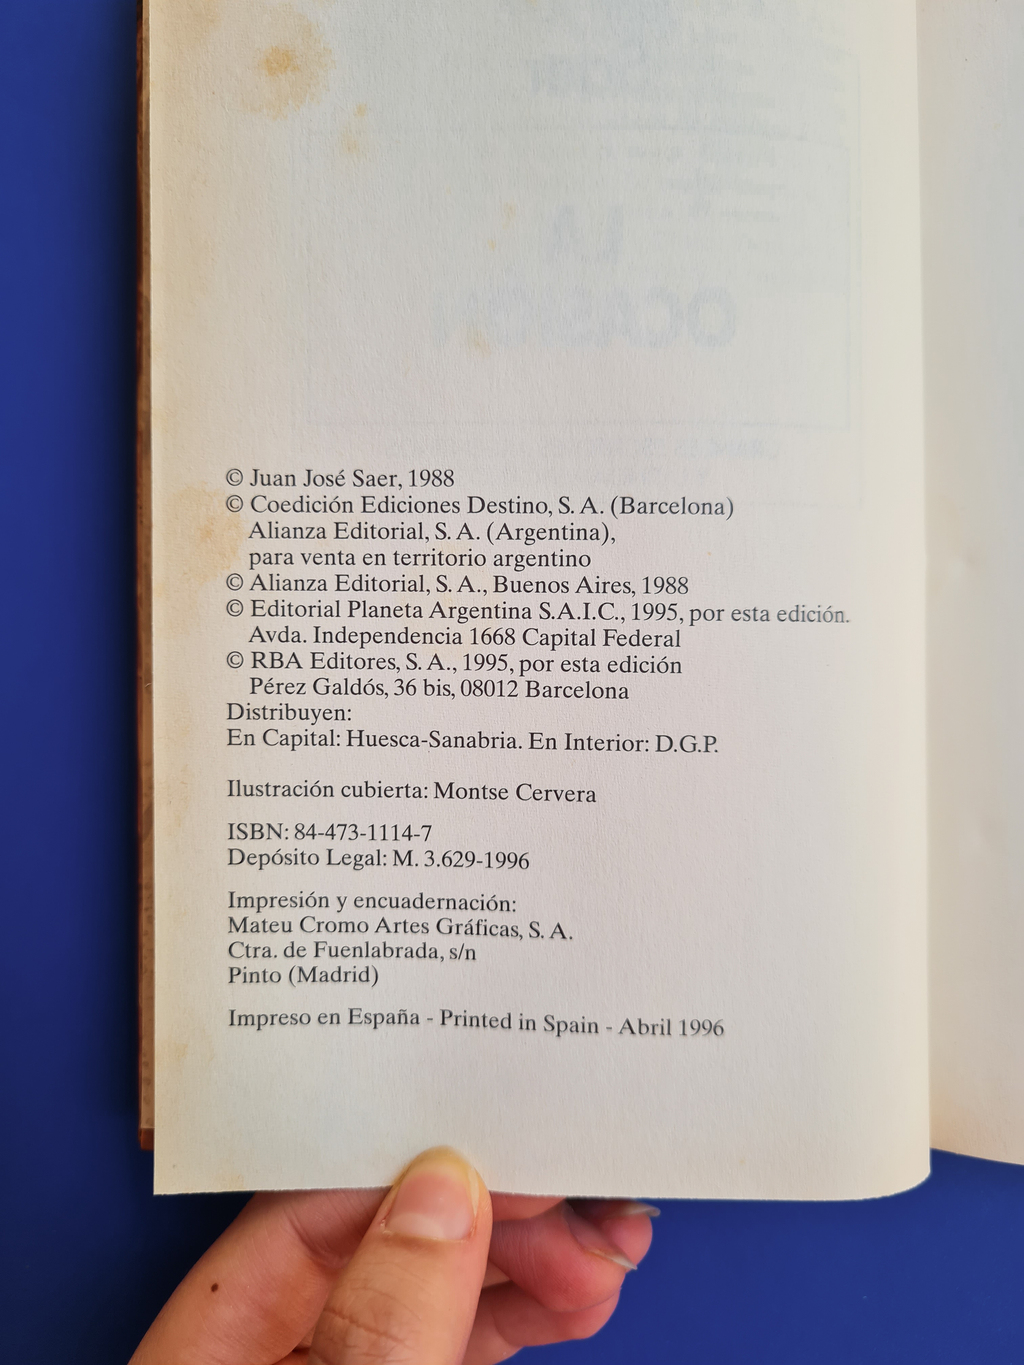 LA
OCASIÓN
© Juan José Saer, 1988
© Coedición Ediciones Destino, S. A. (Barcelona)
Alianza Editorial, S. A. (Argentina),
para venta en territorio argentino
© Alianza Editorial, S. A., Buenos Aires, 1988
© Editorial Planeta Argentina S.A.I.C., 1995, por esta edición.
Avda. Independencia 1668 Capital Federal
© RBA Editores, S. A., 1995, por esta edición
Pérez Galdós, 36 bis, 08012 Barcelona
Distribuyen:
En Capital: Huesca-Sanabria. En Interior: D.G.P.
Ilustración cubierta: Montse Cervera
ISBN: 84-473-1114-7
Depósito Legal: M. 3.629-1996
Impresión y encuadernación:
Mateu Cromo Artes Gráficas, S. A.
Ctra. de Fuenlabrada, s/n
Pinto (Madrid)
Impreso en España - Printed in Spain - Abril 1996